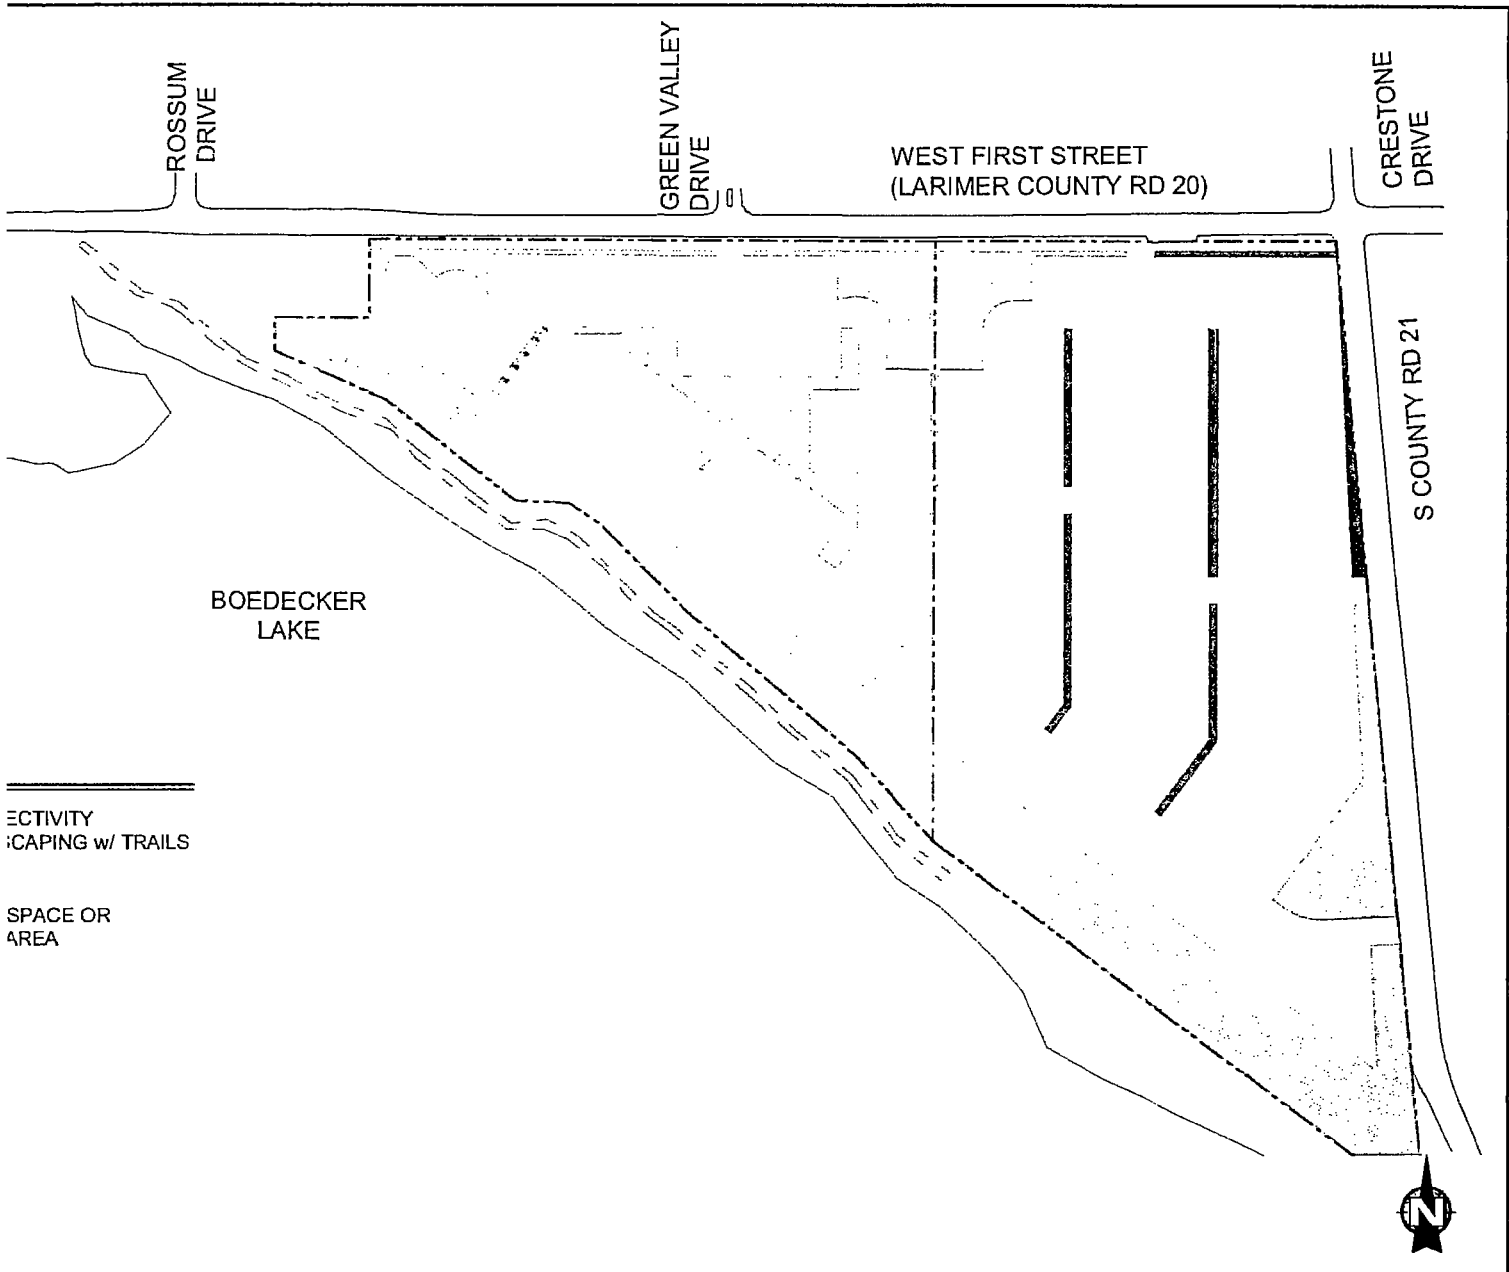 ROSSUM
DRIVE
GREEN VALLEY
DRIVE
WEST FIRST STREET
(LARIMER COUNTY RD 20)
CRESTONE
DRIVE
S COUNTY RD 21
BOEDECKER
LAKE
ECTIVITY
CAPING w/ TRAILS
SPACE OR
AREA
N